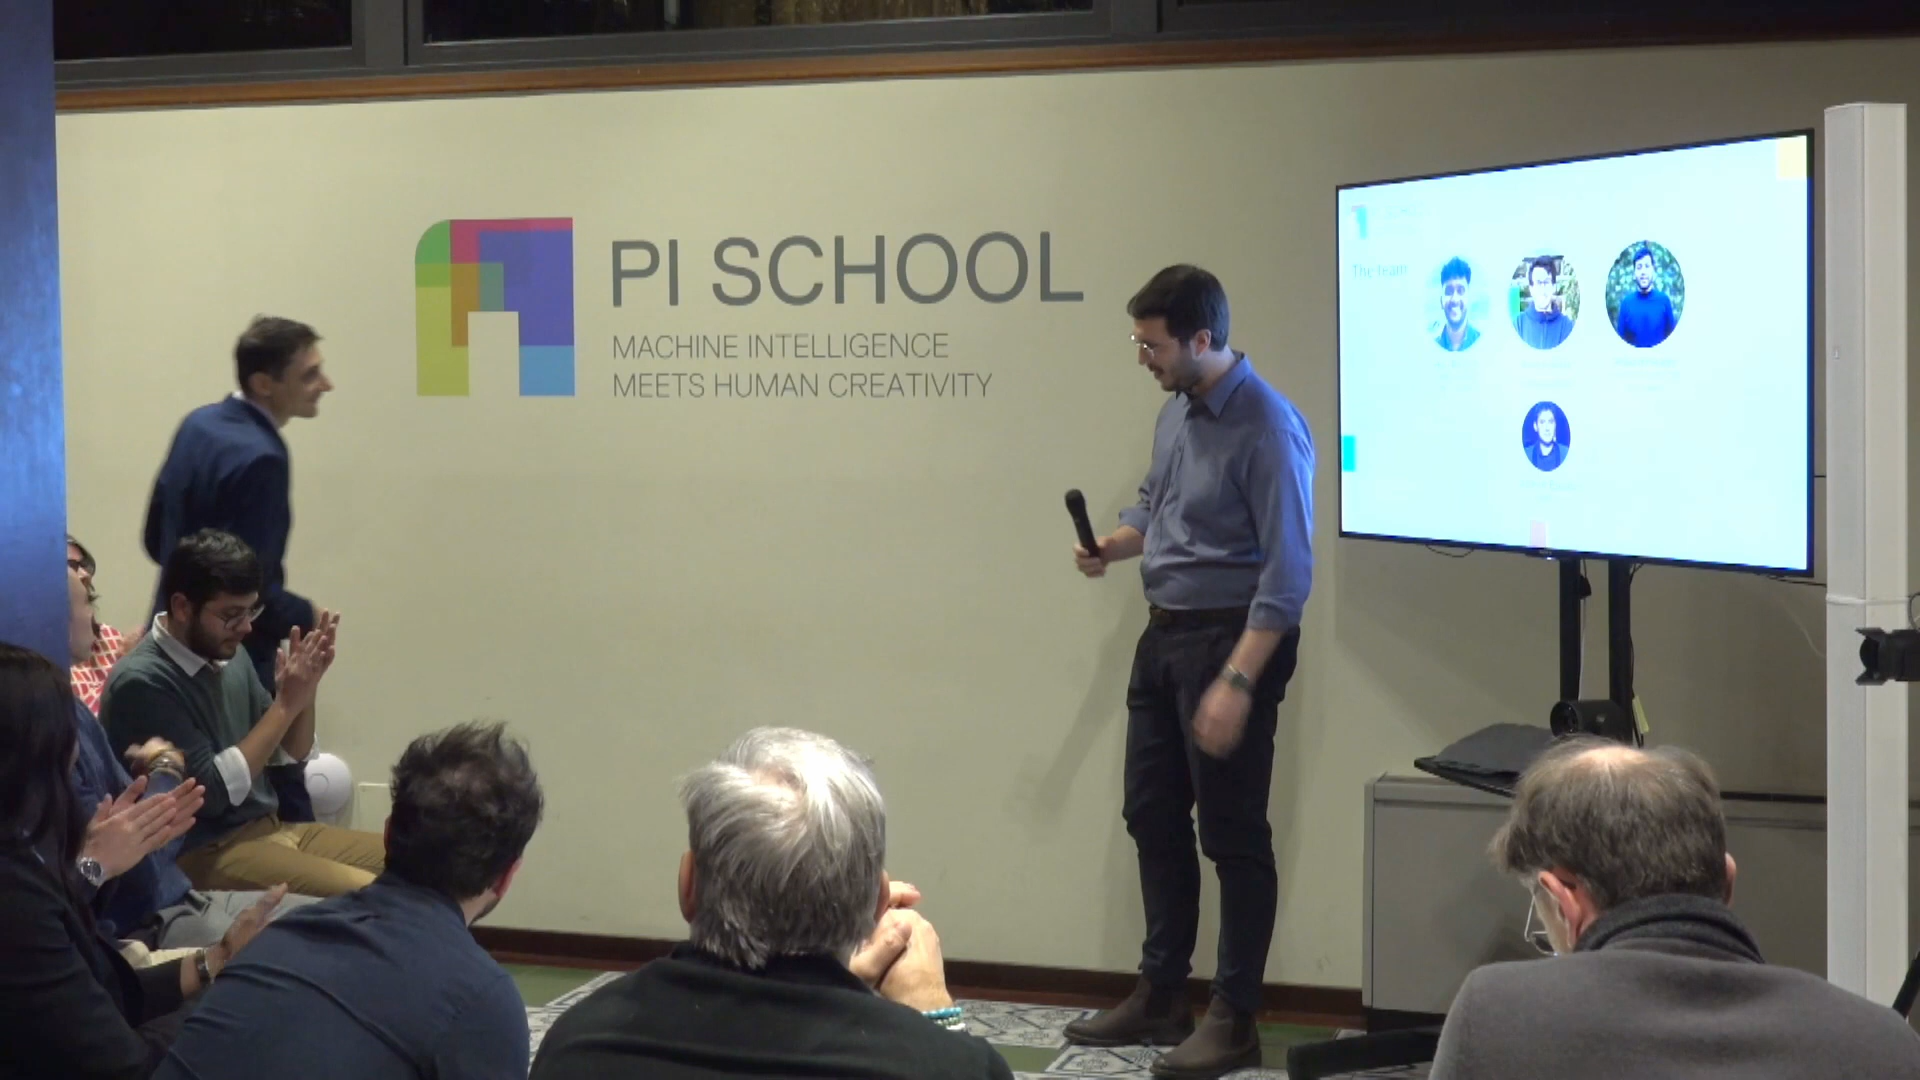 PI SCHOOL
MACHINE INTELLIGENCE
MEETS HUMAN CREATIVITY
The team